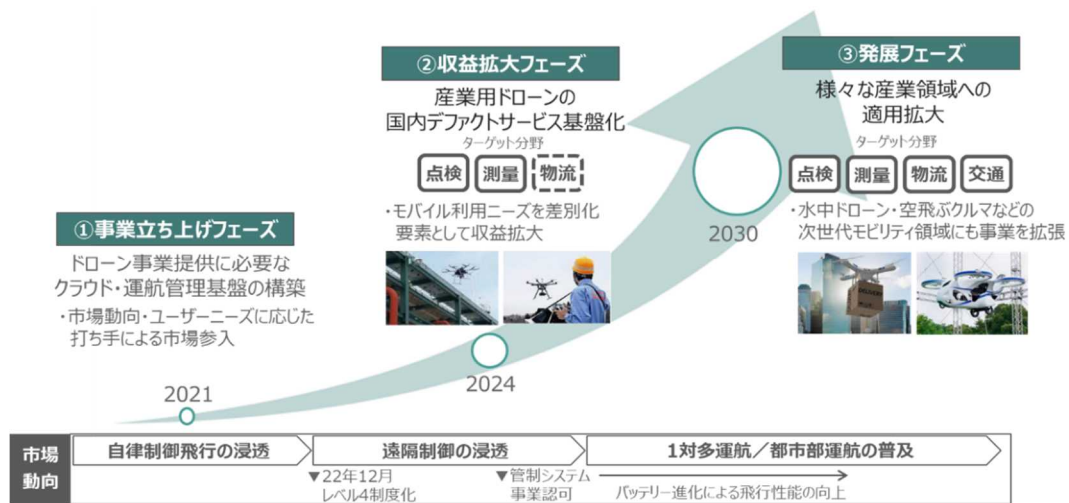 ①事業立ち上げフェーズ
ドローン事業提供に必要な
クラウド・運航管理基盤の構築
・市場動向・ユーザーニーズに応じた
打ち手による市場参入
2021
②収益拡大フェーズ
産業用ドローンの
国内デファクトサービス基盤化
ターゲット分野
点検 測量 物流
・モバイル利用ニーズを差別化
要素として収益拡大
2024
③発展フェーズ
様々な産業領域への
適用拡大
ターゲット分野
点検 測量 物流 交通
・水中ドローン・空飛ぶクルマなどの
次世代モビリティ領域にも事業を拡張
2030
市場
動向
自律制御飛行の浸透
遠隔制御の浸透
1対多運航／都市部運航の普及
▼22年12月
レベル4制度化
▼管制システム
事業認可
バッテリー進化による飛行性能の向上